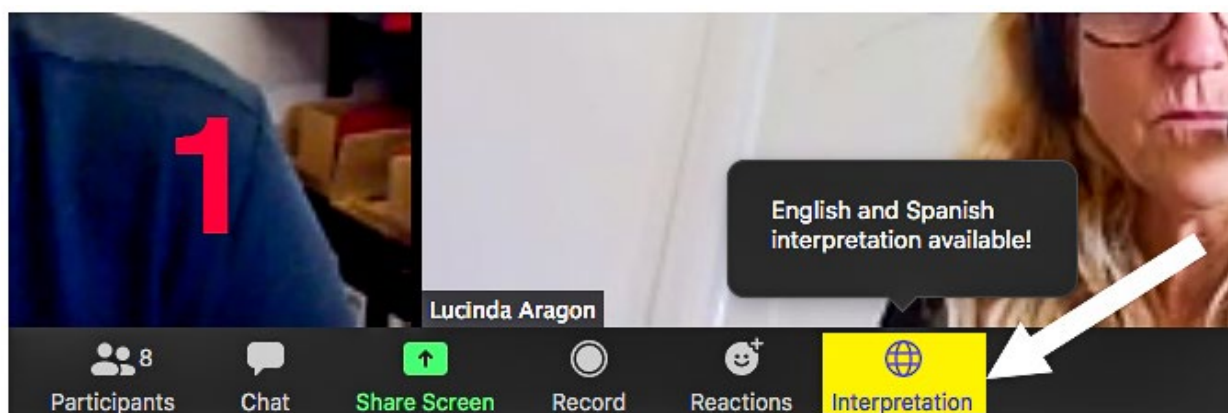 1
English and Spanish
interpretation available!
Lucinda Aragon
8
Participants
Chat
Share Screen
Record
Reactions
Interpretation